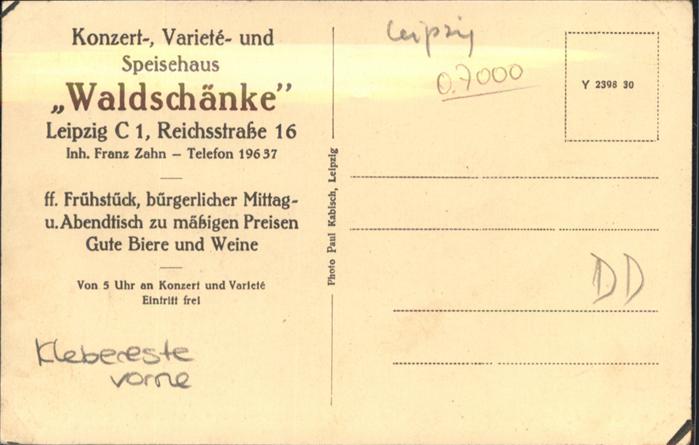 Konzert-, Varieté- und
Speisehaus
„Waldschänke”
Leipzig C 1, Reichsstraße 16
Inh. Franz Zahn – Telefon 19637
ff. Frühstück, bürgerlicher Mittag-
u. Abendtisch zu mäßigen Preisen
Gute Biere und Weine
Von 5 Uhr an Konzert und Varieté
Eintritt frei
Klebereste
vorne
Photo Paul Kabisch, Leipzig
Leipzig
0.7000
Y 2398 30
DD